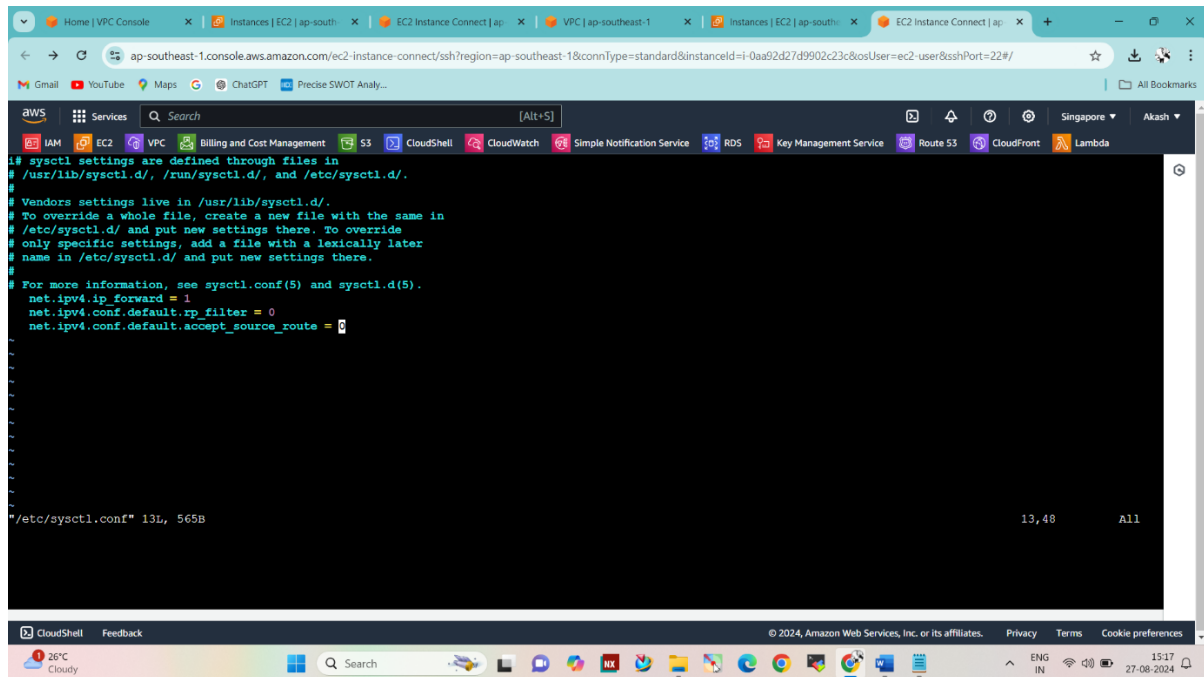 Home | VPC Console
Instances | EC2 | ap-south-
EC2 Instance Connect | ap-
VPC | ap-southeast-1
Instances | EC2 | ap-southe
EC2 Instance Connect | ap-
ap-southeast-1.console.aws.amazon.com/ec2-instance-connect/ssh?region=ap-southeast-1&connType=standard&instanceId=i-0aa92d27d9902c23c&osUser=ec2-user&sshPort=22#/
Gmail YouTube Maps ChatGPT Precise SWOT Analy... All Bookmarks
aws Services Search [Alt+S] Singapore Akash
IAM EC2 VPC Billing and Cost Management S3 CloudShell CloudWatch Simple Notification Service RDS Key Management Service Route 53 CloudFront Lambda
i# sysctl settings are defined through files in
# /usr/lib/sysctl.d/, /run/sysctl.d/, and /etc/sysctl.d/.
#
# Vendors settings live in /usr/lib/sysctl.d/.
# To override a whole file, create a new file with the same in
# /etc/sysctl.d/ and put new settings there. To override
# only specific settings, add a file with a lexically later
# name in /etc/sysctl.d/ and put new settings there.
#
# For more information, see sysctl.conf(5) and sysctl.d(5).
net.ipv4.ip_forward = 1
net.ipv4.conf.default.rp_filter = 0
net.ipv4.conf.default.accept_source_route = 0
~
~
~
~
~
~
~
~
~
~
~
~
~
"/etc/sysctl.conf" 13L, 565B 13,48 All
CloudShell Feedback © 2024, Amazon Web Services, Inc. or its affiliates. Privacy Terms Cookie preferences
1 26°C Search ENG 15:17
Cloudy IN 27-08-2024